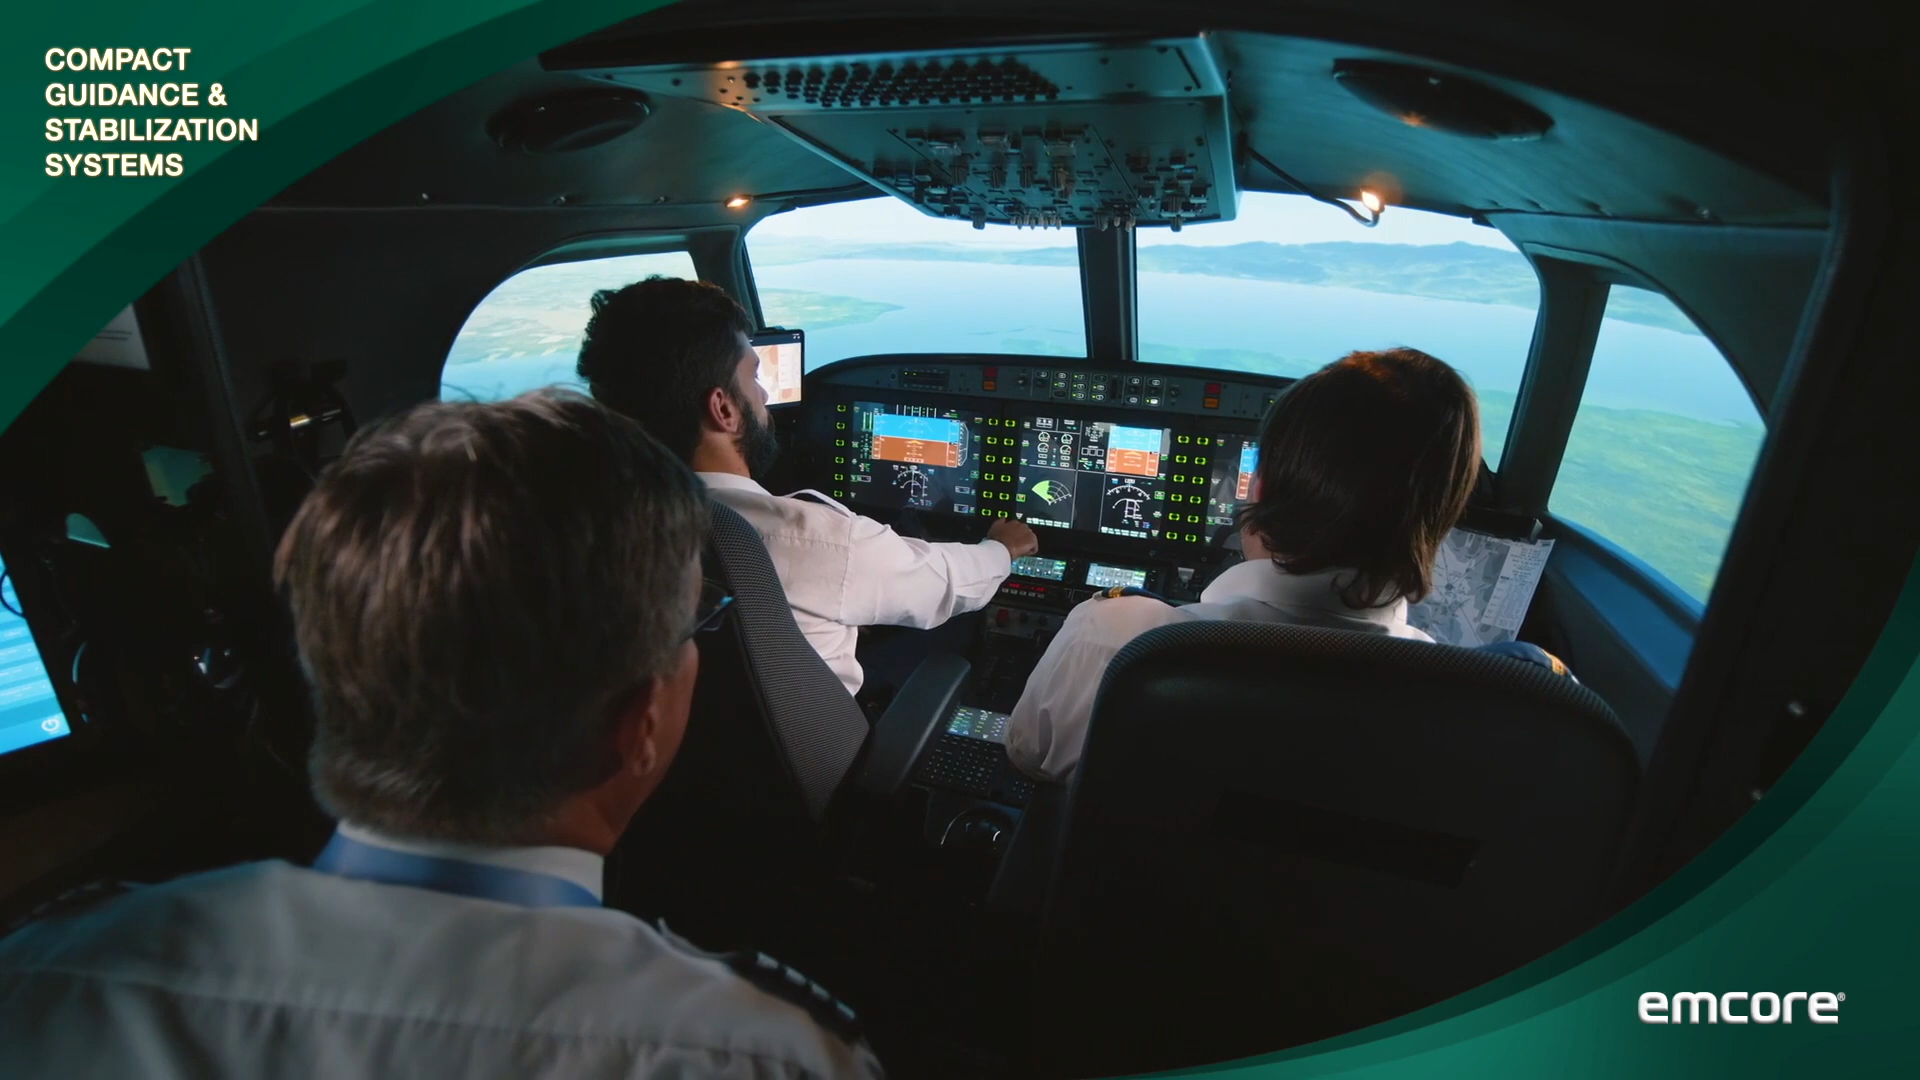 COMPACT
GUIDANCE &
STABILIZATION
SYSTEMS
emcore®